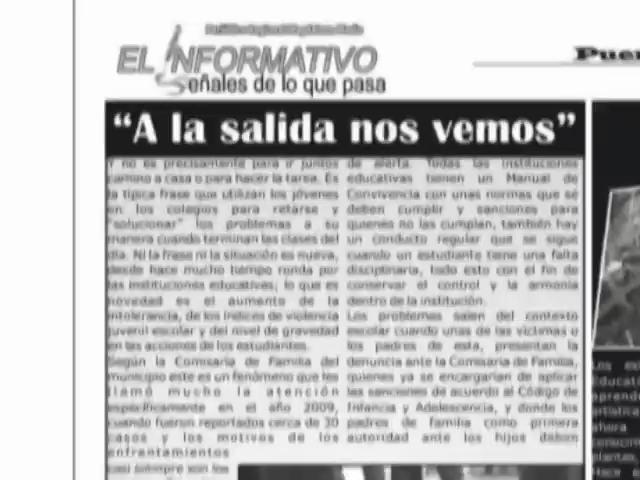 EL INFORMATIVO
Señales de lo que pasa
Puer
“A la salida nos vemos”
Y no es precisamente para ir juntos
camino a casa o para hacer la tarea. Es
la típica frase que utilizan los jóvenes
en los colegios para retarse y
"solucionar" los problemas a su
manera cuando terminan las clases del
día. Ni la frase ni la situación es nueva,
desde hace mucho tiempo ronda por
las instituciones educativas, lo que es
novedad es el aumento de la
intolerancia, de los índices de violencia
juvenil escolar y del nivel de gravedad
en las acciones de los estudiantes.
Según la Comisaría de Familia del
municipio este es un fenómeno que les
llamó mucho la atención
específicamente en el año 2009,
cuando fueron reportados cerca de 30
casos y los motivos de los
enfrentamientos
casi siempre son los
de alerta. Todas las instituciones
educativas tienen un Manual de
Convivencia con unas normas que se
deben cumplir y sanciones para
quienes no las cumplan, también hay
un conducto regular que se sigue
cuando un estudiante tiene una falta
disciplinaria, todo esto con el fin de
conservar el control y la armonía
dentro de la institución.
Los problemas salen del contexto
escolar cuando unas de las víctimas o
los padres de esta, presentan la
denuncia ante la Comisaría de Familia,
quienes ya se encargarían de aplicar
las sanciones de acuerdo al Código de
Infancia y Adolescencia, y donde los
padres de familia como primera
autoridad ante los hijos deben
Los
Educat
aprend
artístic
ahora
conocim
plantas
Hace